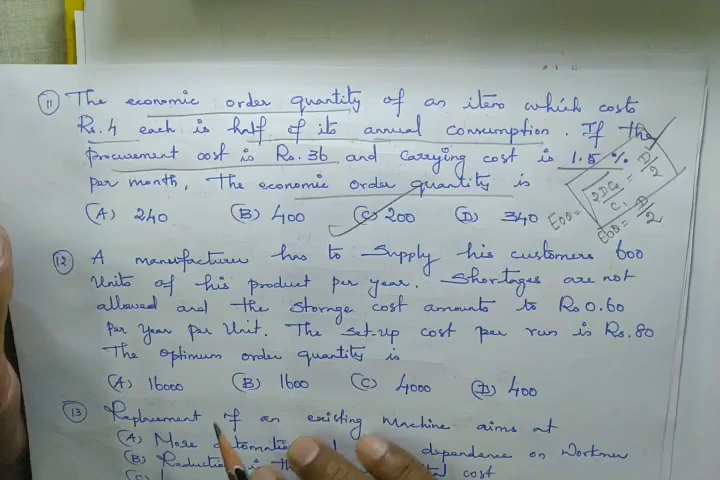 11 The economic order quantity of an item which costs
Rs. 4 each is half of its annual consumption. If the
procurement cost is Rs. 36 and carrying cost is 1.5 %
per month, The economic order quantity is
(A) 240 (B) 400 (C) 200 (D) 340
EOQ = D/2
12 A manufacturer has to Supply his customers 600
Units of his product per year. Shortages are not
allowed and the storage cost amounts to Rs 0.60
Per Year per Unit. The set-up cost per run is Rs. 80
The optimum order quantity is
(A) 16000 (B) 1600 (C) 4000 (D) 400
13 Replacement of an existing machine aims at
(A) More automation dependence on Workmen
(B) Reduction in the cost